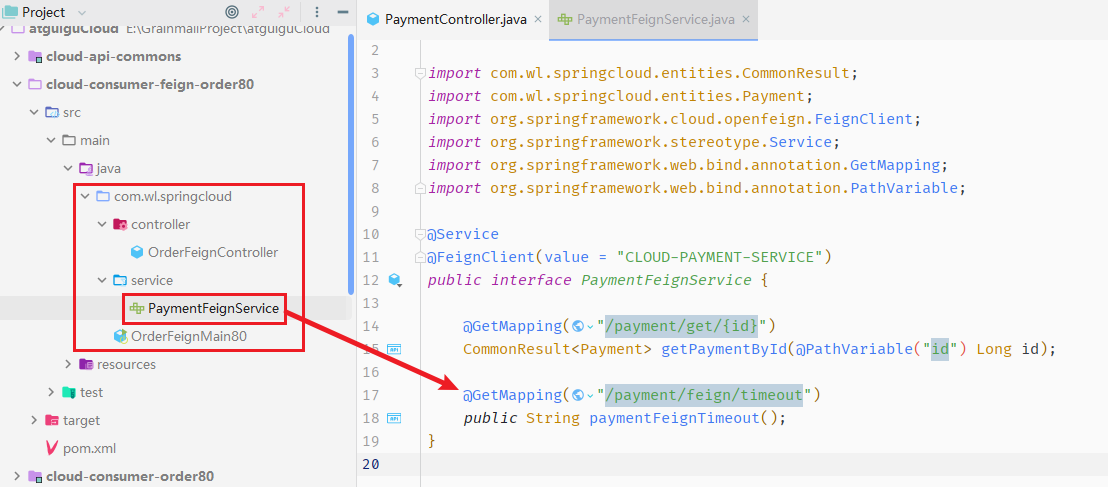 Project
atguiguCloud E:\GrainmallProject\atguiguCloud
cloud-api-commons
cloud-consumer-feign-order80
src
main
java
com.wl.springcloud
controller
OrderFeignController
service
PaymentFeignService
OrderFeignMain80
resources
test
target
pom.xml
cloud-consumer-order80
PaymentController.java
PaymentFeignService.java
2
3 import com.wl.springcloud.entities.CommonResult;
4 import com.wl.springcloud.entities.Payment;
5 import org.springframework.cloud.openfeign.FeignClient;
6 import org.springframework.stereotype.Service;
7 import org.springframework.web.bind.annotation.GetMapping;
8 import org.springframework.web.bind.annotation.PathVariable;
9
10 @Service
11 @FeignClient(value = "CLOUD-PAYMENT-SERVICE")
12 public interface PaymentFeignService {
13
14 @GetMapping("/payment/get/{id}")
15 CommonResult<Payment> getPaymentById(@PathVariable("id") Long id);
16
17 @GetMapping("/payment/feign/timeout")
18 public String paymentFeignTimeout();
19 }
20